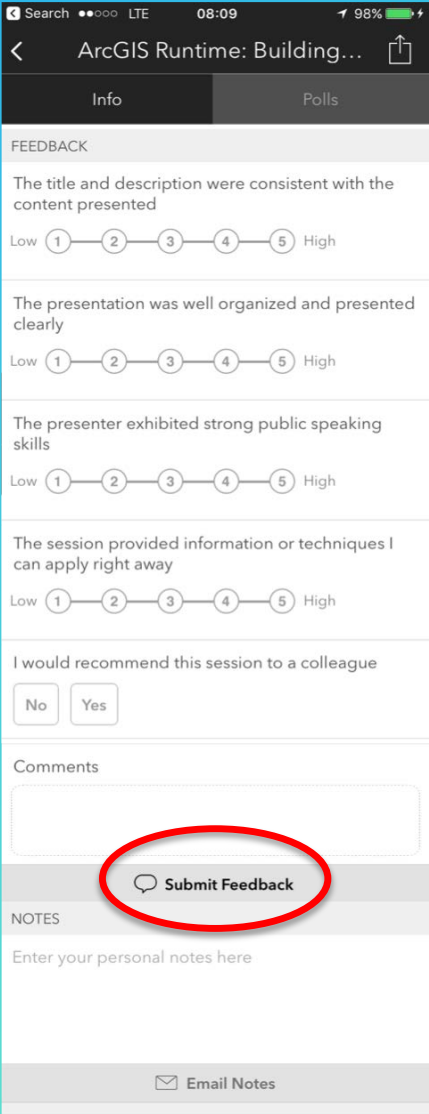 Search LTE 08:09 98%
ArcGIS Runtime: Building...
Info Polls
FEEDBACK
The title and description were consistent with the
content presented
Low 1 2 3 4 5 High
The presentation was well organized and presented
clearly
Low 1 2 3 4 5 High
The presenter exhibited strong public speaking
skills
Low 1 2 3 4 5 High
The session provided information or techniques I
can apply right away
Low 1 2 3 4 5 High
I would recommend this session to a colleague
No Yes
Comments
Submit Feedback
NOTES
Enter your personal notes here
Email Notes